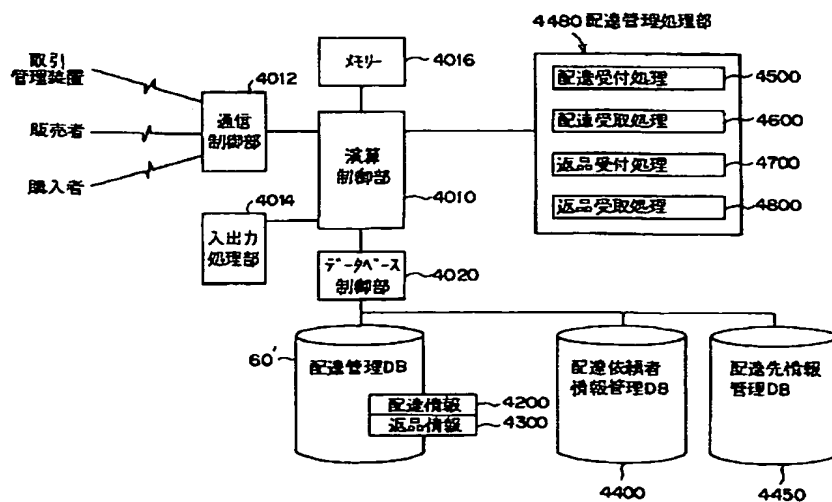 4480 配達管理処理部
取引
管理装置
4012
メモリー
4016
配達受付処理
4500
販売者
通信
制御部
配達受取処理
4600
購入者
演算
制御部
返品受付処理
4700
4014
4010
返品受取処理
4800
入出力
処理部
データベース
制御部
4020
60'
配達管理DB
配達依頼者
情報管理DB
配達先情報
管理DB
配達情報
4200
返品情報
4300
4400
4450